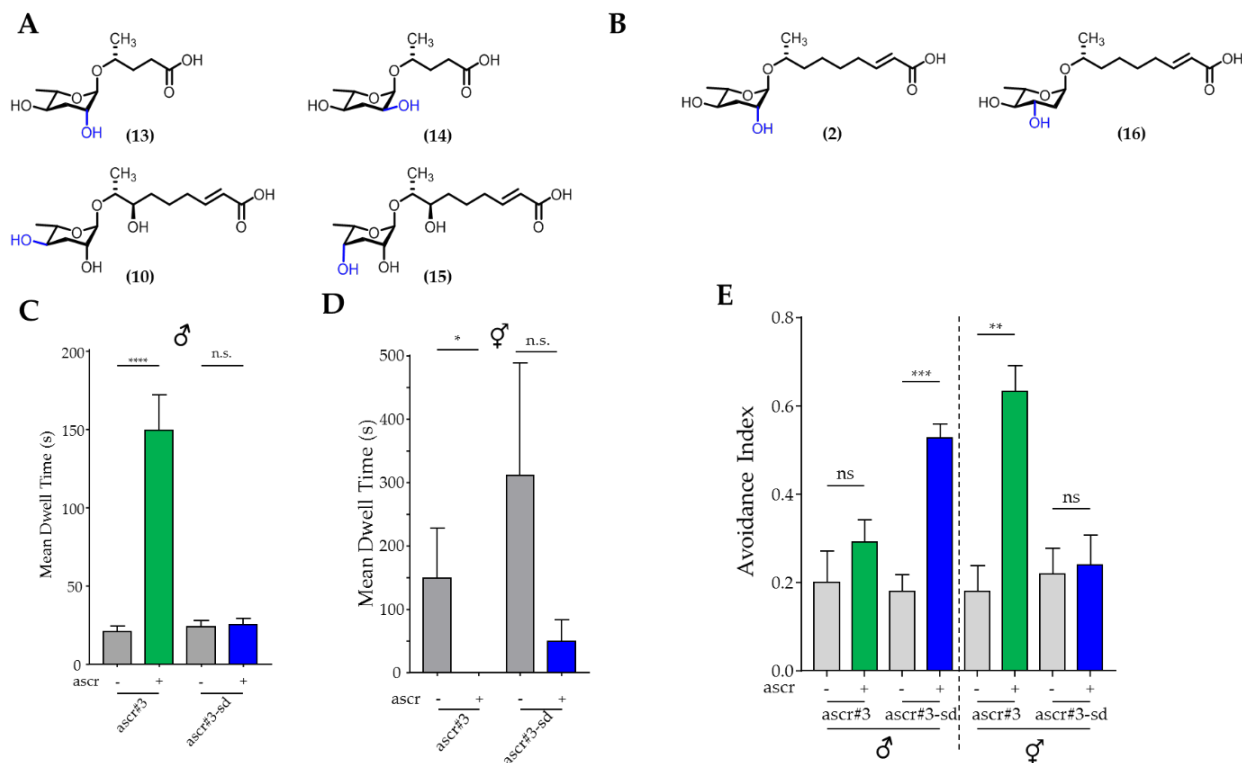 A
B
CH3
O
OH
O
O
HO
OH
(13)
CH3
O
OH
O
O
HO
OH
(14)
CH3
O
OH
O
O
HO
OH
(2)
CH3
O
OH
O
O
HO
OH
(16)
CH3
O
OH
O
O
OH
HO
OH
(10)
CH3
O
OH
O
O
OH
OH
OH
(15)
C
♂
****
n.s.
200
150
100
50
0
Mean Dwell Time (s)
ascr
- + - +
ascr#3
ascr#3-sd
D
⚥
*
n.s.
500
400
300
200
100
0
Mean Dwell Time (s)
ascr
- + - +
ascr#3
ascr#3-sd
E
0.8
0.6
0.4
0.2
0.0
Avoidance Index
ns
***
**
ns
ascr
- + - + - + - +
ascr#3 ascr#3-sd ascr#3 ascr#3-sd
♂ ⚥